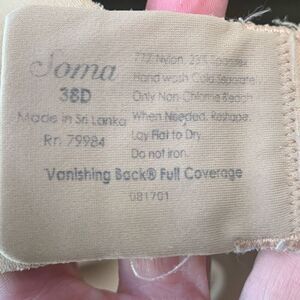 Soma
38D
Made in Sri Lanka
Rn 79984
77% Nylon, 23% Spandex
Hand wash Cold Separately.
Only Non-Chlorine Bleach
When Needed. Reshape.
Lay Flat to Dry.
Do not iron.
Vanishing Back® Full Coverage
081701